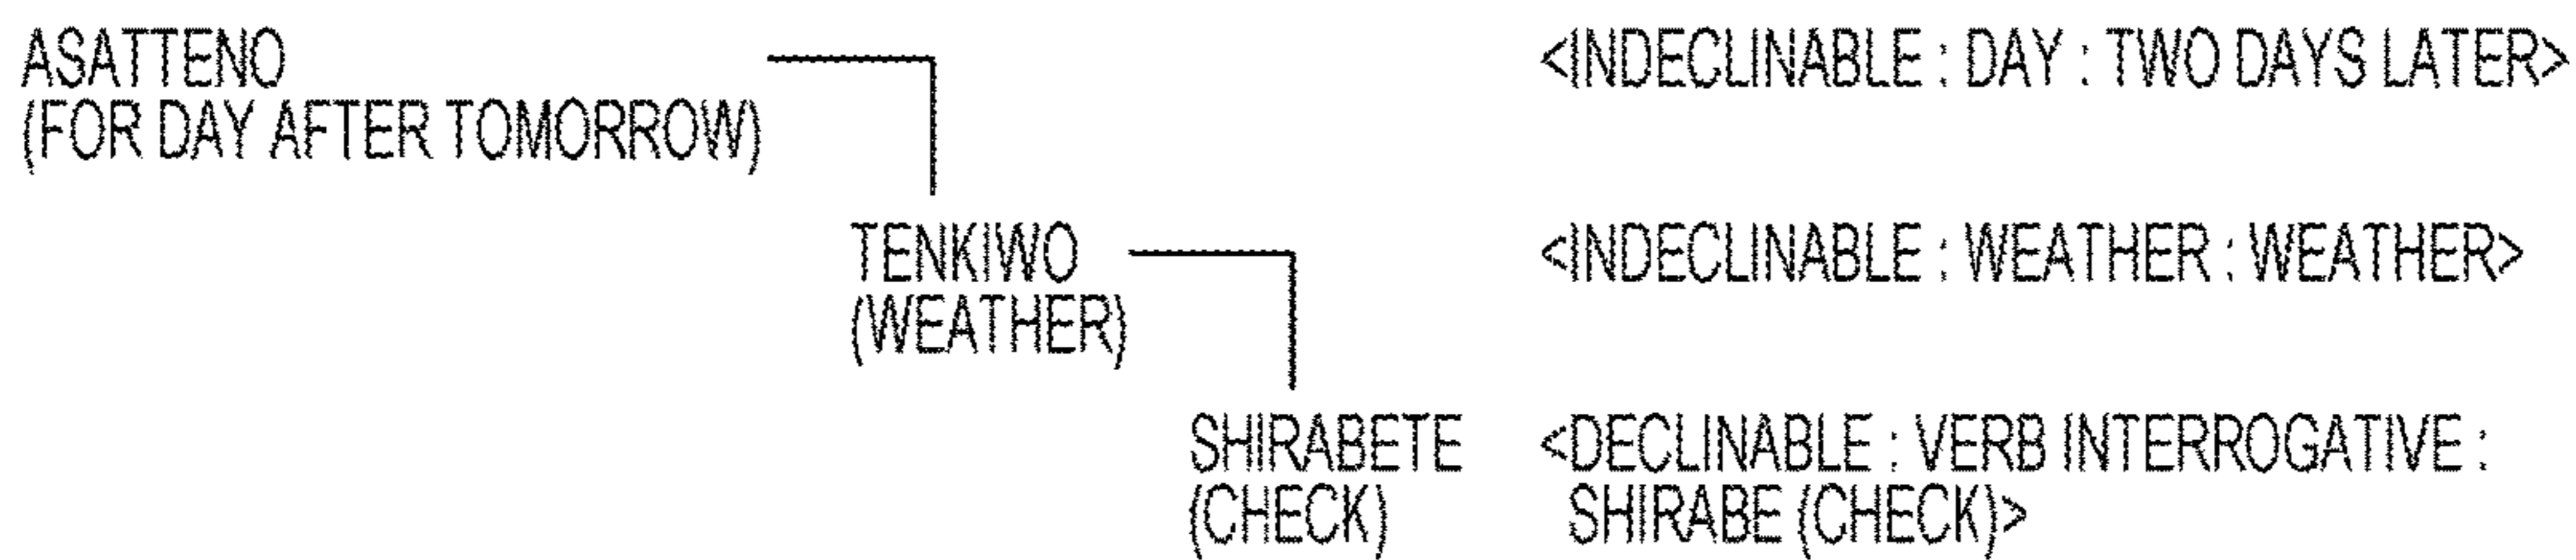 ASATTENO <INDECLINABLE : DAY : TWO DAYS LATER>
(FOR DAY AFTER TOMORROW)
TENKIWO <INDECLINABLE : WEATHER : WEATHER>
(WEATHER)
SHIRABETE <DECLINABLE : VERB INTERROGATIVE :
(CHECK) SHIRABE (CHECK)>